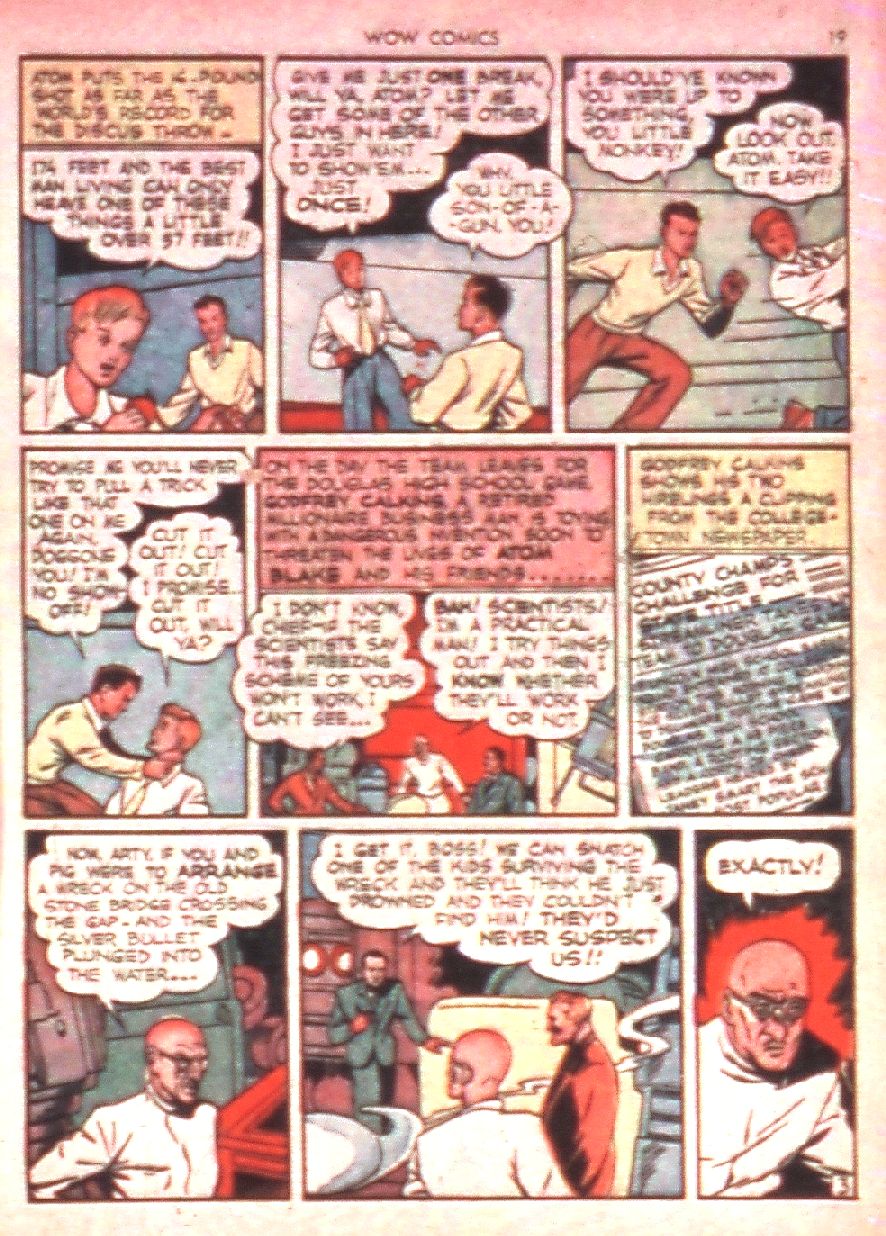 WOW COMICS
19
ATOM PUTS THE 16-POUND
SHOT AS FAR AS THE
WORLD'S RECORD FOR
THE DISCUS THROW..
174 FEET AND THE BEST
MAN LIVING CAN ONLY
HEAVE ONE OF THESE
THINGS A LITTLE
OVER 57 FEET!!
GIVE ME JUST ONE BREAK,
WILL YA, ATOM? LET ME
GET SOME OF THE OTHER
GUYS IN HERE!
I JUST WANT
TO SHOW'EM...
JUST
ONCE!
WHY,
YOU LITTLE
SON-OF-A-
-GUN, YOU!
I SHOULD'VE KNOWN
YOU WERE UP TO
SOMETHING,
YOU LITTLE
MONKEY!
NOW
LOOK OUT,
ATOM, TAKE
IT EASY!!
PROMISE ME YOU'LL NEVER
TRY TO PULL A TRICK
LIKE THAT
ONE ON ME
AGAIN,
DOGGONE
YOU! I'M
NO SHOW-
OFF!
CUT IT
OUT! CUT
IT OUT!
I PROMISE..
CUT IT
OUT, WILL
YA?
ON THE DAY THE TEAM LEAVES FOR
THE DOUGLAS HIGH SCHOOL GAME,
GODFREY CALKINS, A RETIRED
MILLIONAIRE BUSINESS MAN IS TOYING
WITH A DANGEROUS INVENTION SOON TO
THREATEN THE LIVES OF ATOM
BLAKE AND HIS FRIENDS........
I DON'T KNOW,
CHIEF--IF THE
SCIENTISTS SAY
THIS FREEZING
SCHEME OF YOURS
WON'T WORK, I
CAN'T SEE...
BAH! SCIENTISTS!
I'M A PRACTICAL
MAN! I TRY THINGS
OUT AND THEN I
KNOW WHETHER
THEY'LL WORK
OR NOT.
GODFREY CALKINS
SHOWS HIS TWO
HIRELINGS A CLIPPING
FROM THE COLLEGE-
TOWN NEWSPAPER.
COUNTY CHAMPS
CHALLENGE FOR
STATE TITLE
TEAM TO DOUGLAS GAME
NOW, ARTY, IF YOU AND
PIG WERE TO ARRANGE
A WRECK ON THE OLD
STONE BRIDGE CROSSING
THE GAP-AND THE
SILVER BULLET
PLUNGED INTO
THE WATER...
I GET IT, BOSS! WE CAN SNATCH
ONE OF THE KIDS SURVIVING THE
WRECK AND THEY'LL THINK HE JUST
DROWNED AND THEY COULDN'T
FIND HIM! THEY'D
NEVER SUSPECT
US!!
EXACTLY!
3